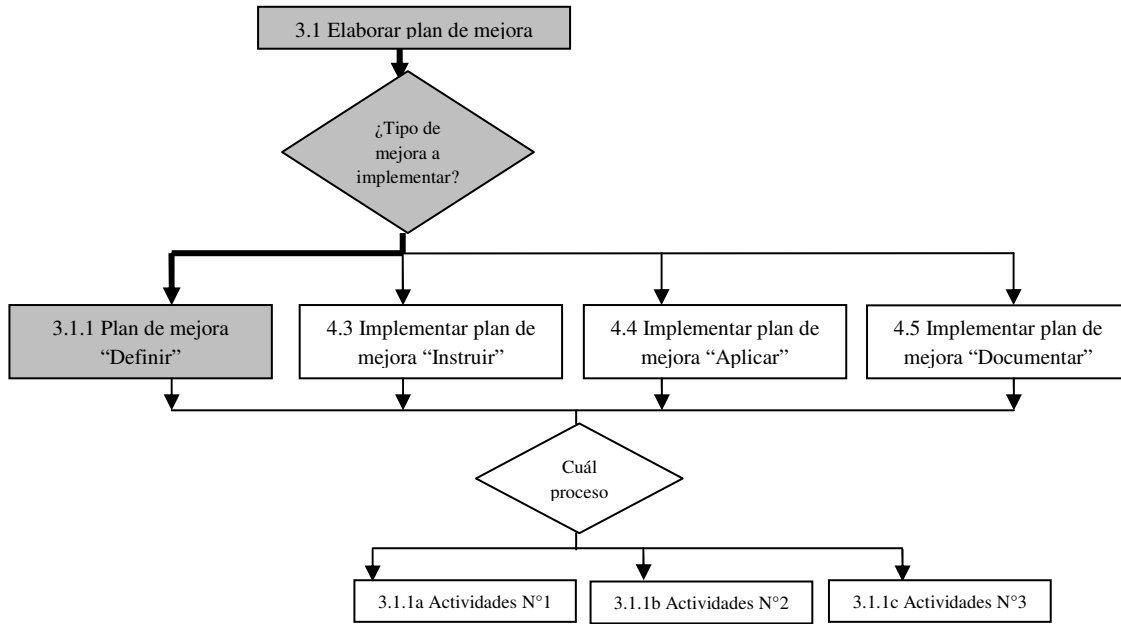 3.1 Elaborar plan de mejora
¿Tipo de
mejora a
implementar?
3.1.1 Plan de mejora
“Definir”
4.3 Implementar plan de
mejora “Instruir”
4.4 Implementar plan de
mejora “Aplicar”
4.5 Implementar plan de
mejora “Documentar”
Cuál
proceso
3.1.1a Actividades N°1
3.1.1b Actividades N°2
3.1.1c Actividades N°3